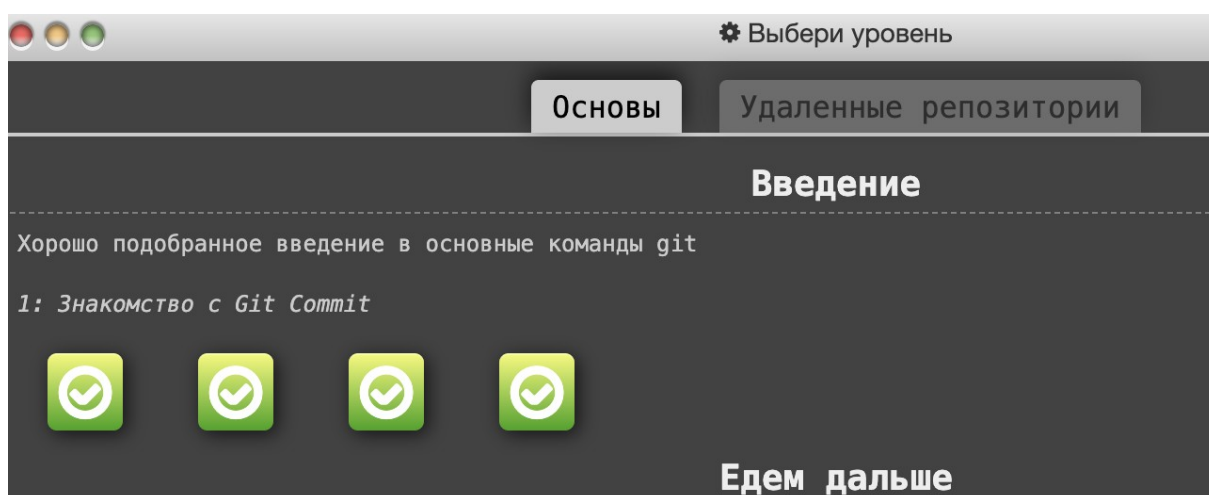 Выбери уровень
Основы Удаленные репозитории
Введение
Хорошо подобранное введение в основные команды git
1: Знакомство с Git Commit
Едем дальше